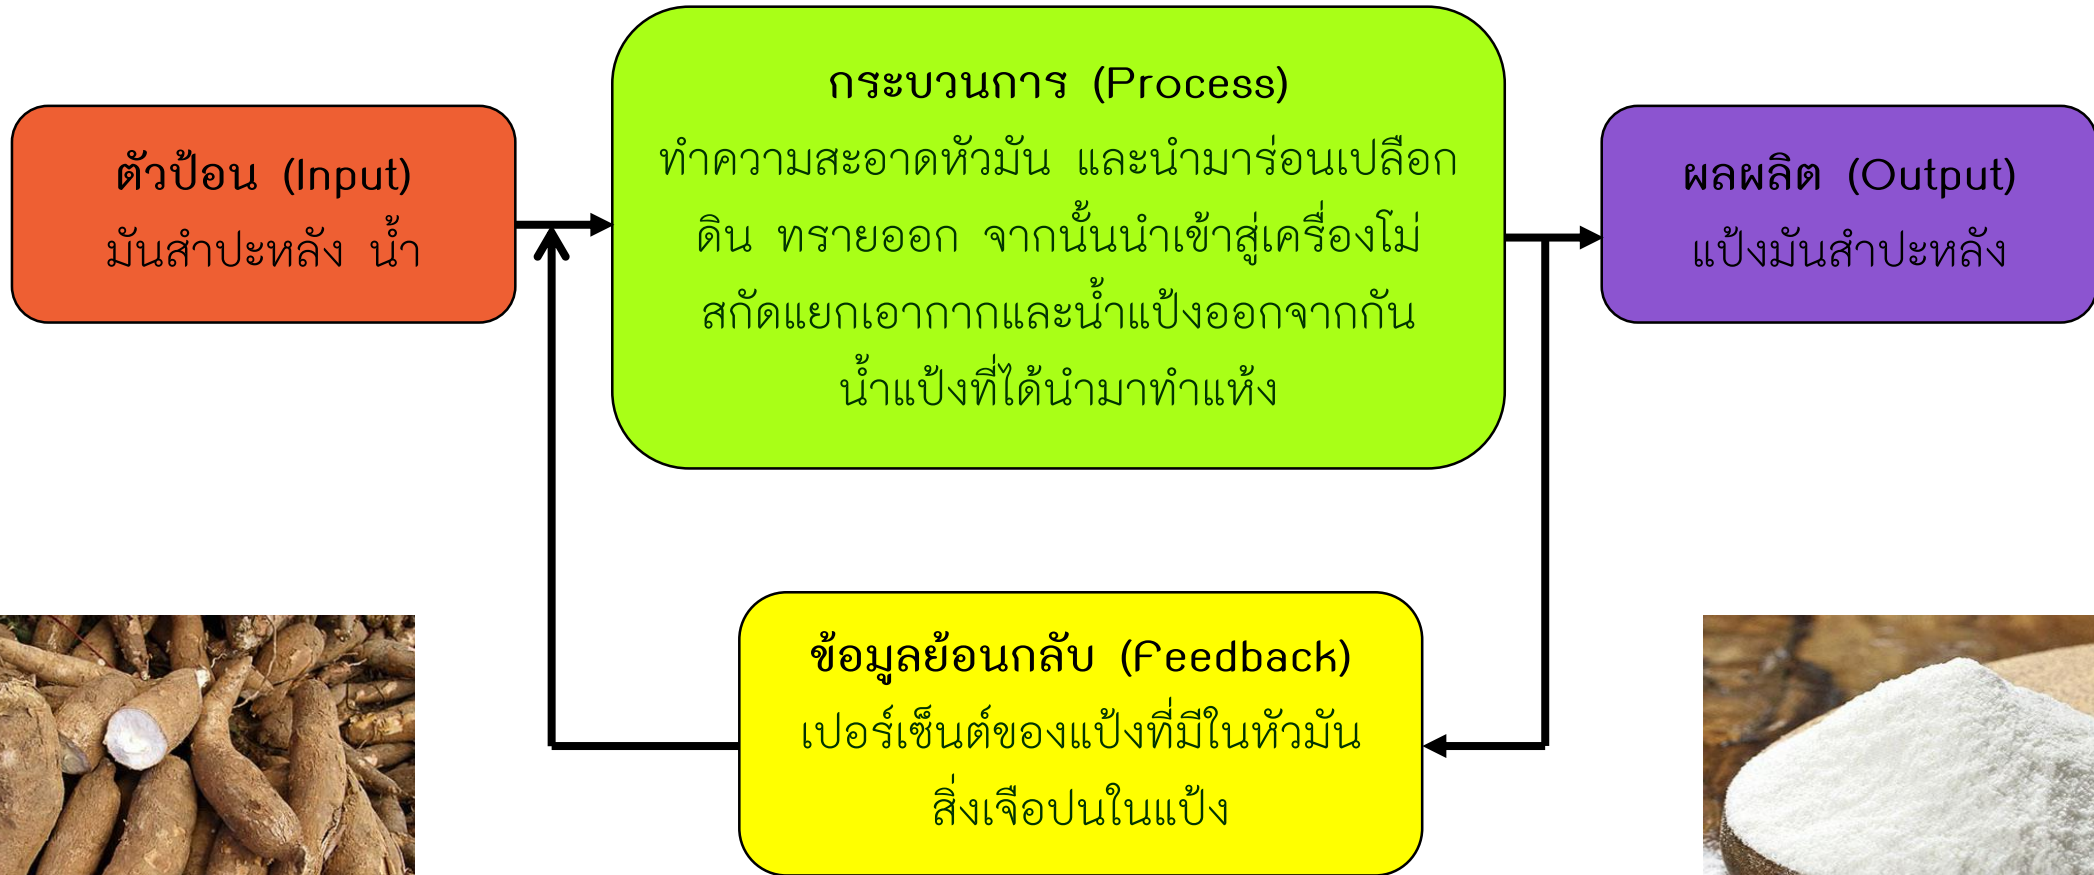 กระบวนการ (Process)
ทำความสะอาดหัวมัน และนำมาร่อนเปลือก
ดิน ทรายออก จากนั้นนำเข้าสู่เครื่องโม่
สกัดแยกเอากากและน้ำแป้งออกจากกัน
น้ำแป้งที่ได้นำมาทำแห้ง
ตัวป้อน (Input)
มันสำปะหลัง น้ำ
ผลผลิต (Output)
แป้งมันสำปะหลัง
ข้อมูลย้อนกลับ (Feedback)
เปอร์เซ็นต์ของแป้งที่มีในหัวมัน
สิ่งเจือปนในแป้ง